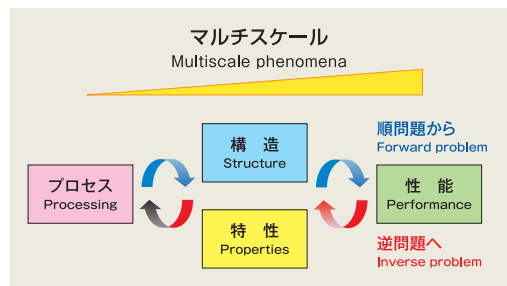 マルチスケール
Multiscale phenomena
構造
Structure
順問題から
Forward problem
プロセス
Processing
性能
Performance
特性
Properties
逆問題へ
Inverse problem